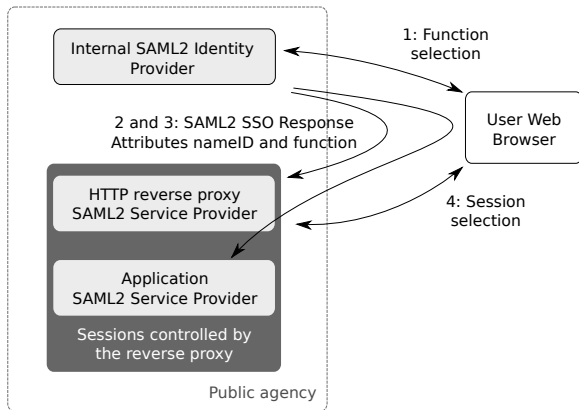 Internal SAML2 Identity
Provider
1: Function
selection
2 and 3: SAML2 SSO Response
Attributes nameID and function
User Web
Browser
HTTP reverse proxy
SAML2 Service Provider
4: Session
selection
Application
SAML2 Service Provider
Sessions controlled by
the reverse proxy
Public agency